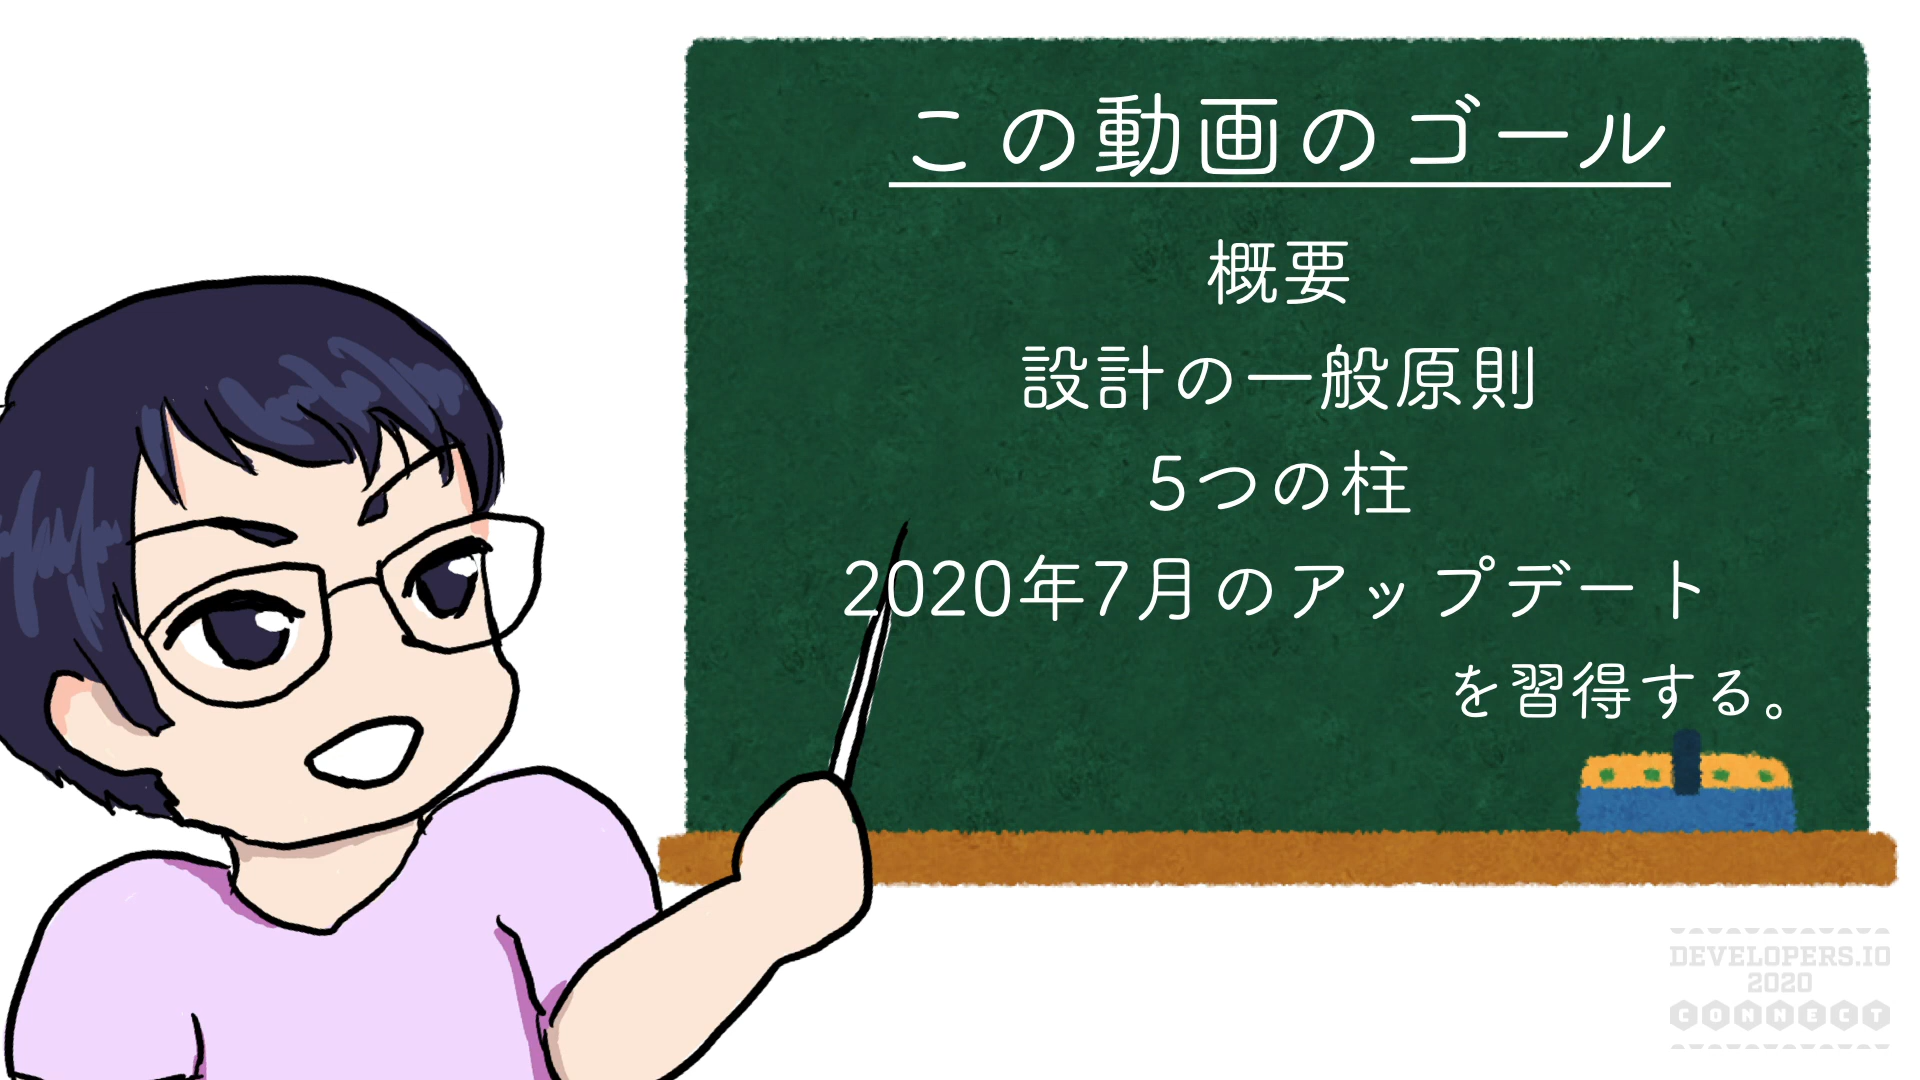 この動画のゴール
概要
設計の一般原則
5つの柱
2020年7月のアップデート
を習得する。
DEVELOPERS.IO
2020
CONNECT